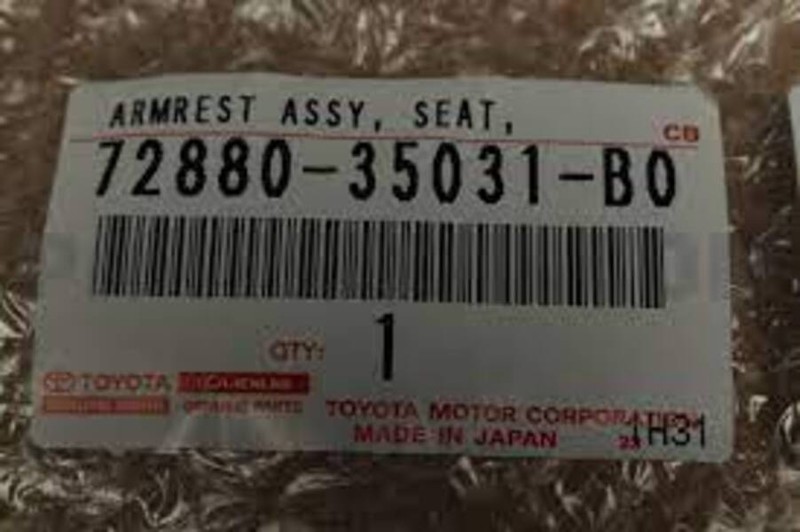 ARMREST ASSY, SEAT,
CB
72880-35031-B0
QTY: 1
TOYOTA
TOYOTA MOTOR CORPORATION
MADE IN JAPAN
1H31